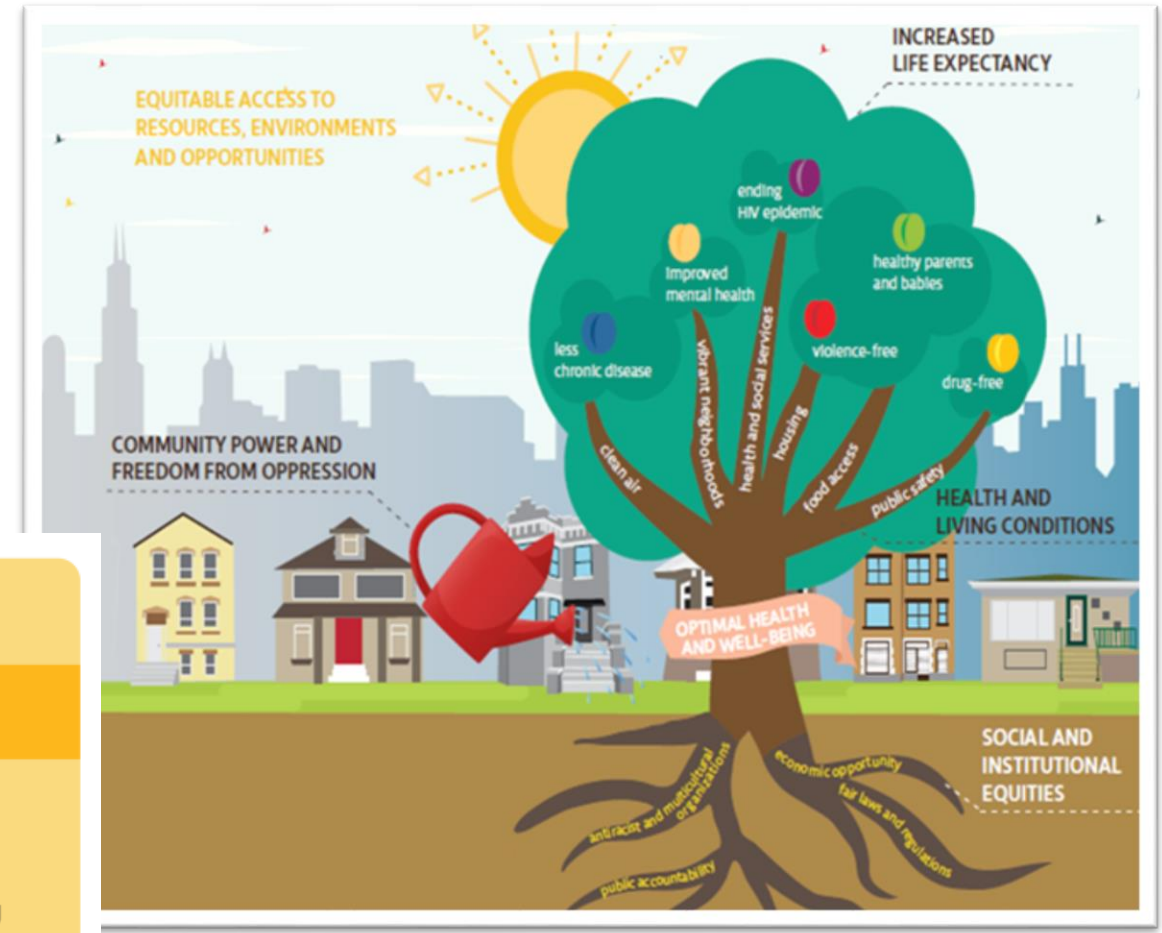 INCREASED
LIFE EXPECTANCY
EQUITABLE ACCESS TO
RESOURCES, ENVIRONMENTS
AND OPPORTUNITIES
ending
HIV epidemic
improved
mental health
healthy parents
and babies
less
chronic disease
violence-free
drug-free
COMMUNITY POWER AND
FREEDOM FROM OPPRESSION
clean air
vibrant neighborhoods
health and social services
housing
food access
public safety
HEALTH AND
LIVING CONDITIONS
OPTIMAL HEALTH
AND WELL-BEING
SOCIAL AND
INSTITUTIONAL
EQUITIES
antiracist and multicultural
organizations
public accountability
economic opportunity
fair laws and regulations